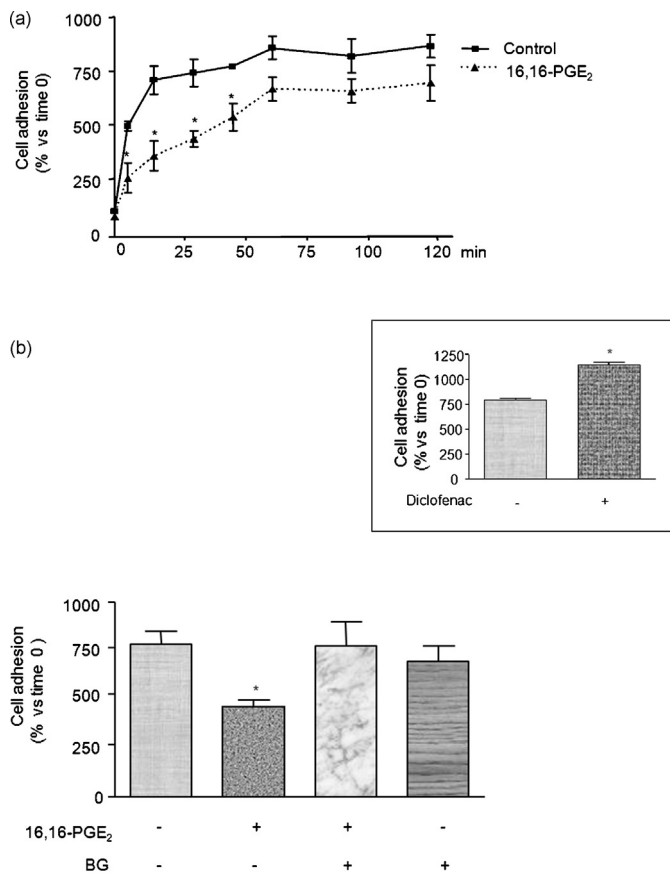 (a)
1000
750
500
250
0
Cell adhesion
(% vs time 0)
*
*
*
*
0 25 50 75 100 120 min
Control
16,16-PGE2
(b)
Cell adhesion
(% vs time 0)
1250
1000
750
500
250
0
*
Diclofenac - +
Cell adhesion
(% vs time 0 )
1000
750
500
250
0
*
16,16-PGE2 - + + -
BG - - + +